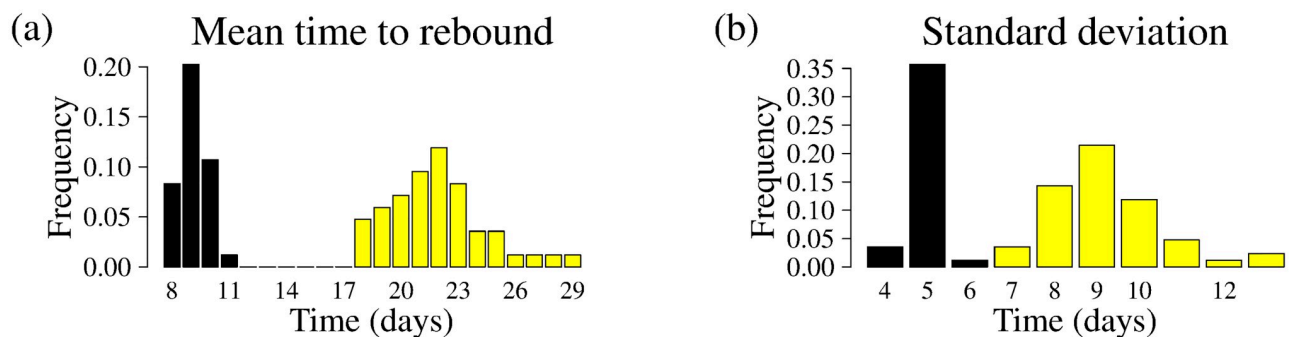 (a) Mean time to rebound
Frequency
0.20
0.15
0.10
0.05
0.00
8 11 14 17 20 23 26 29
Time (days)
(b) Standard deviation
Frequency
0.35
0.30
0.25
0.20
0.15
0.10
0.05
0.00
4 5 6 7 8 9 10 12
Time (days)